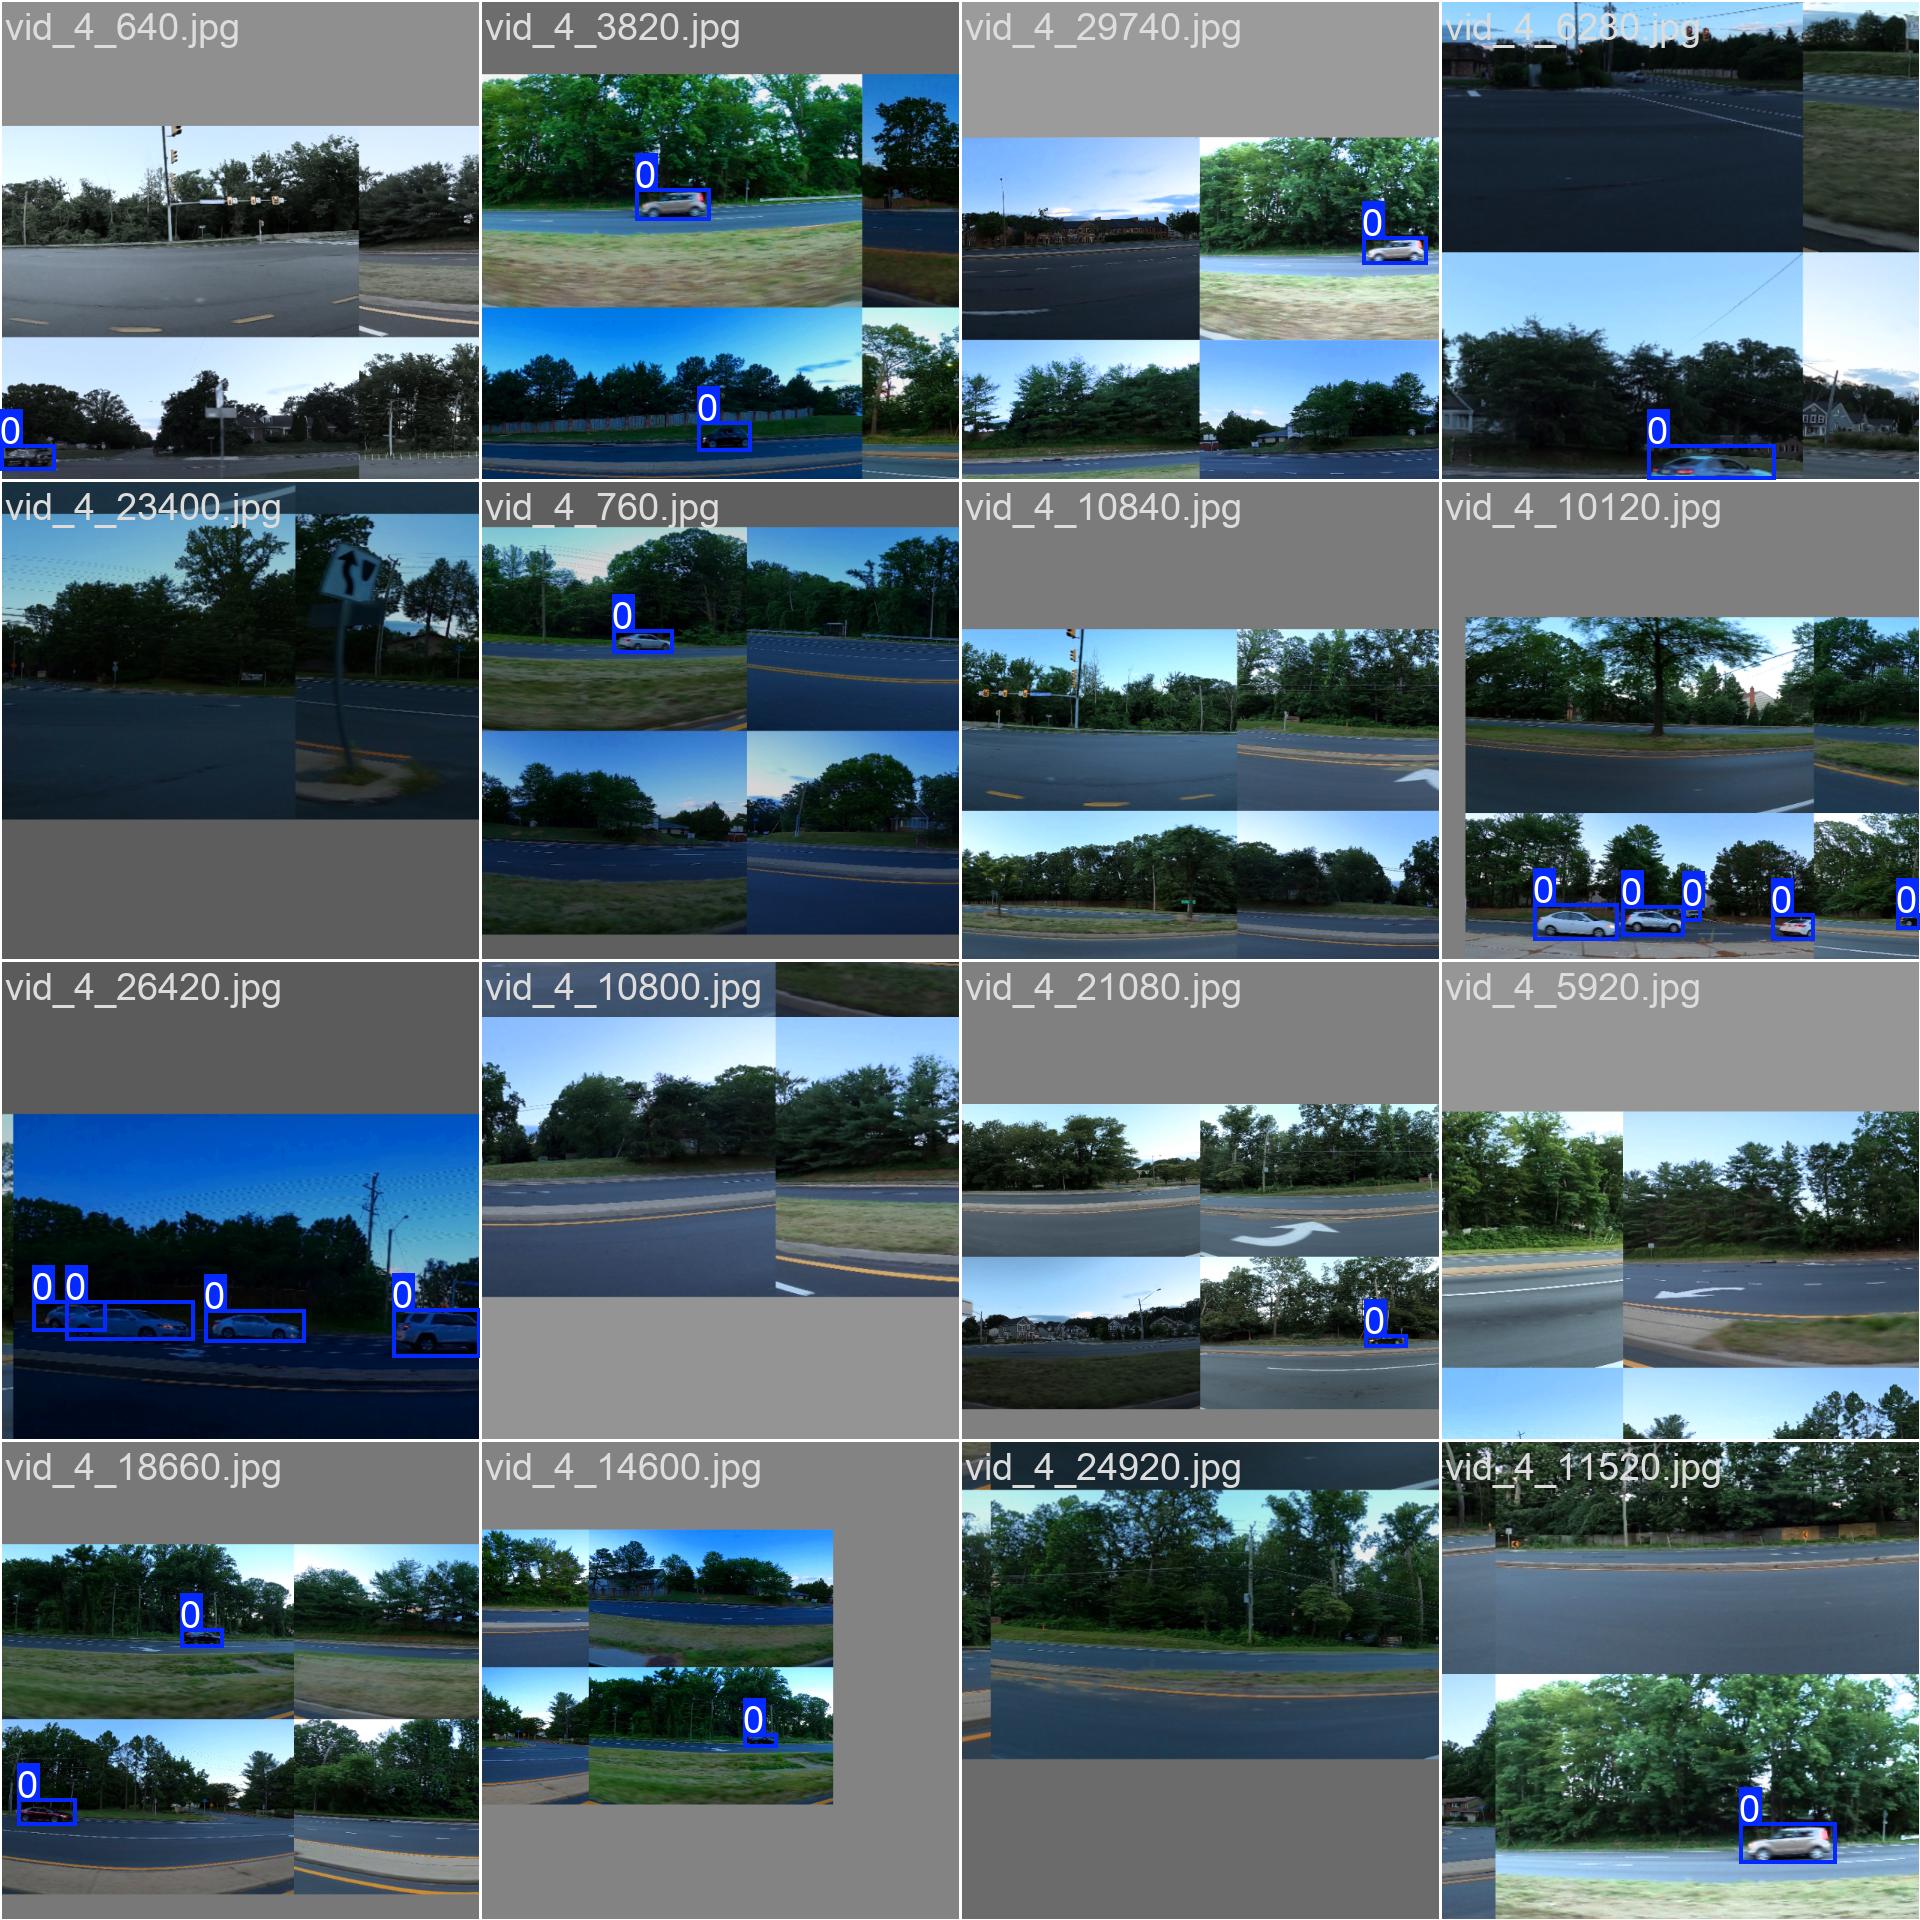 vid_4_640.jpg
vid_4_3820.jpg
vid_4_29740.jpg
vid_4_6280.jpg
0
0
0
0
0
vid_4_23400.jpg
vid_4_760.jpg
vid_4_10840.jpg
vid_4_10120.jpg
0
0
0
0
0
0
vid_4_26420.jpg
vid_4_10800.jpg
vid_4_21080.jpg
vid_4_5920.jpg
0
0
0
0
0
vid_4_18660.jpg
vid_4_14600.jpg
vid_4_24920.jpg
vid_4_11520.jpg
0
0
0
0